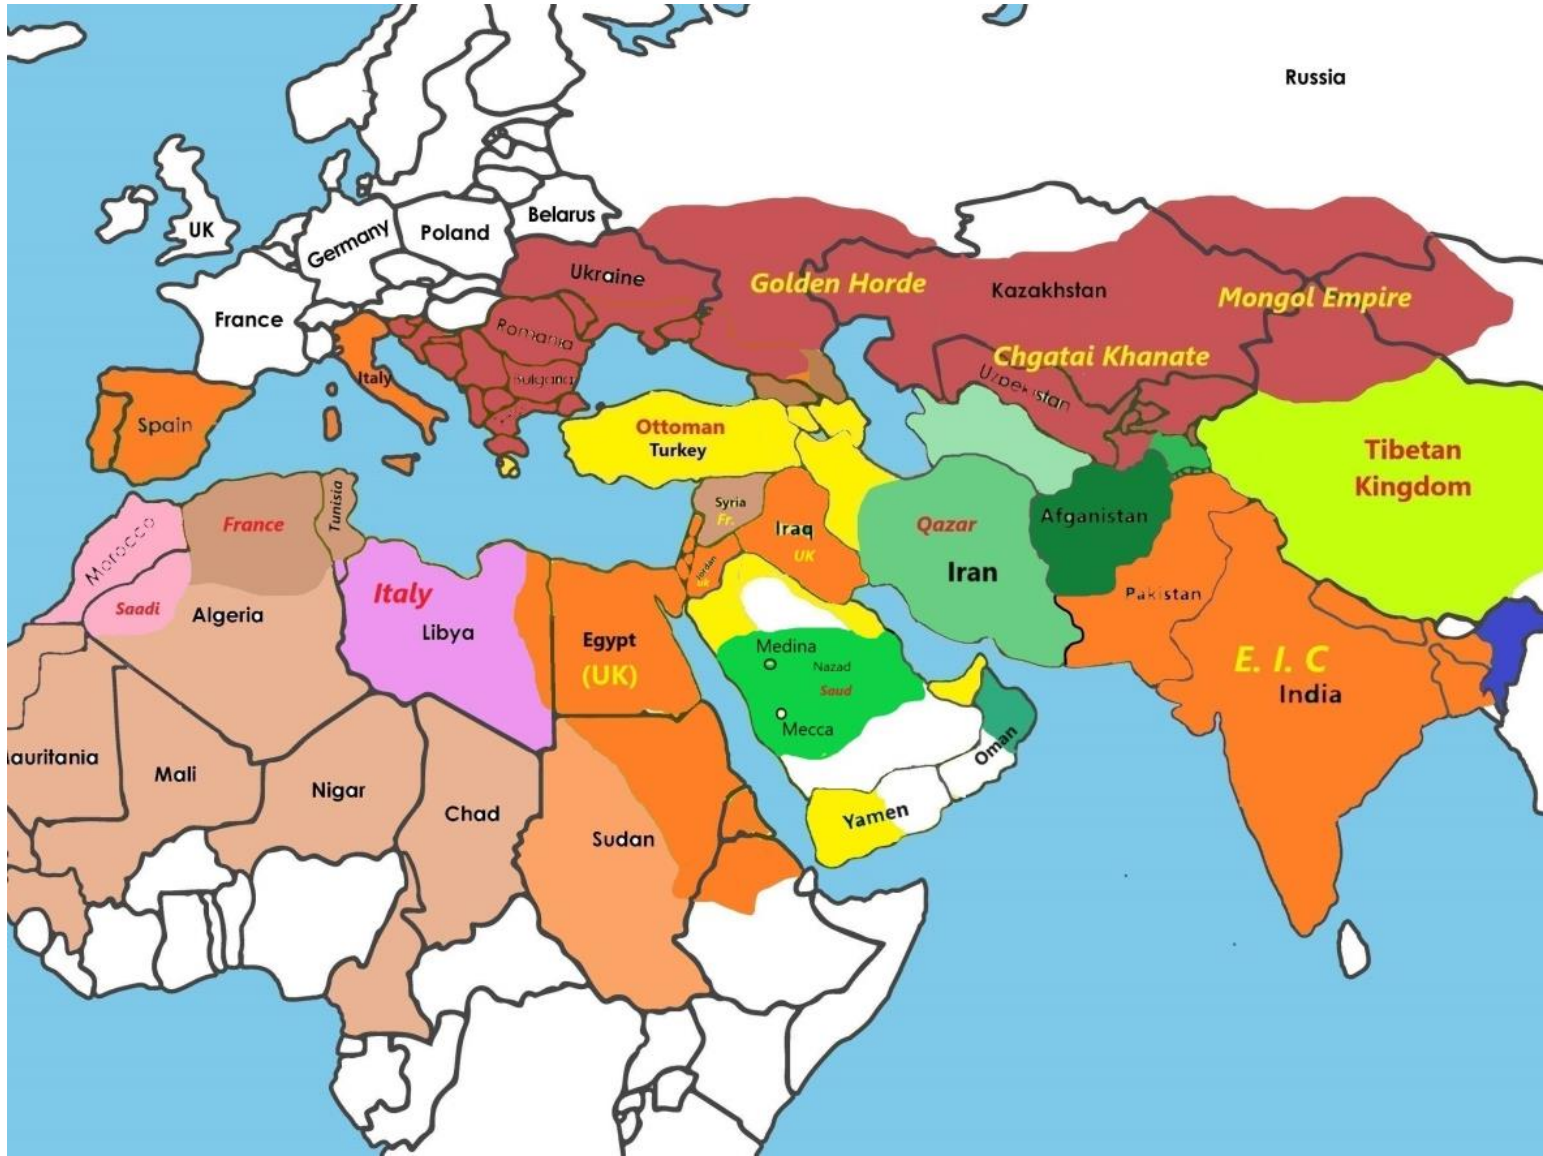 Russia
UK
Belarus
Germany
Poland
Ukraine
Golden Horde
Kazakhstan
Mongol Empire
France
Romania
Chgatai Khanate
Uzbekistan
Italy
Bulgana
Spain
Ottoman
Turkey
Tibetan
Kingdom
Morocco
France
Tunisia
Syria
Fr.
Iraq
UK
Qazar
Iran
Afganistan
Jordan
UK
Saadi
Algeria
Italy
Libya
Egypt
(UK)
Medina
Nazad
Saud
Mecca
Pakistan
E. I. C
India
auritania
Mali
Nigar
Chad
Sudan
Oman
Yamen